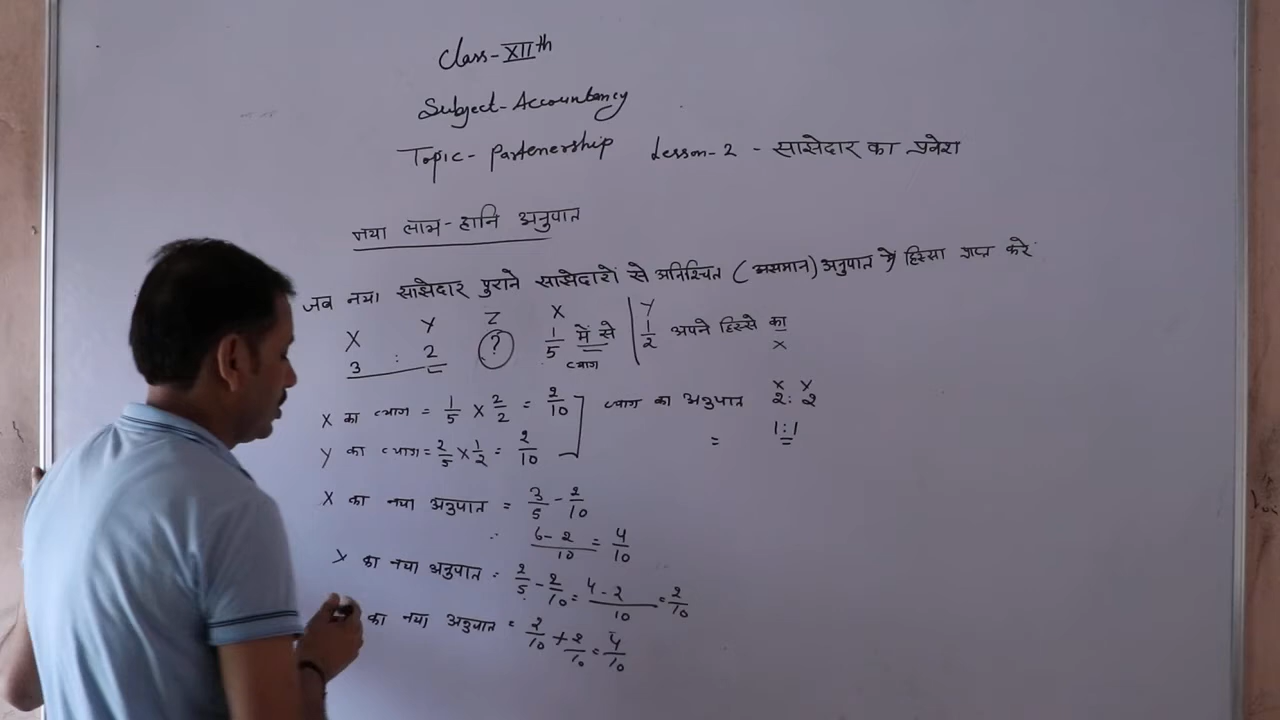 Class-XIIth
Subject-Accountancy
Topic- Partenership Lesson-2 - साझेदार का प्रवेश
नया लाभ-हानि अनुपात
जब नया साझेदार पुराने साझेदारों से अनिश्चित (असमान) अनुपात में हिस्सा प्राप्त करे
X Y Z X Y
3 : 2 ? 1/5 में से 1/2 अपने हिस्से का
त्याग x
X का त्याग = 1/5 × 2/2 = 2/10 त्याग का अनुपात X Y 2:2
Y का त्याग = 2/5 × 1/2 = 2/10 = 1:1
X का नया अनुपात = 3/5 - 2/10
6-2/10 = 4/10
Y का नया अनुपात = 2/5 - 2/10 = 4-2/10 = 2/10
का नया अनुपात = 2/10 + 2/10 = 4/10